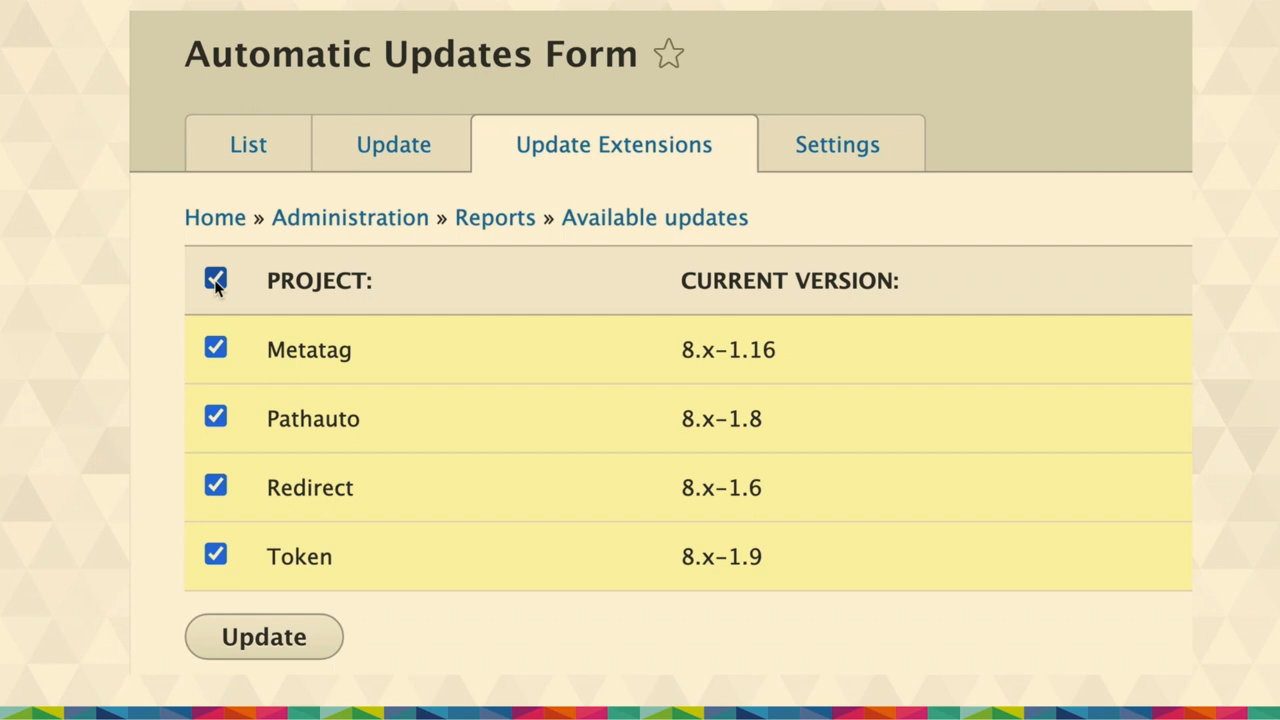 Automatic Updates Form
List Update Update Extensions Settings
Home » Administration » Reports » Available updates
PROJECT: CURRENT VERSION:
Metatag 8.x-1.16
Pathauto 8.x-1.8
Redirect 8.x-1.6
Token 8.x-1.9
Update